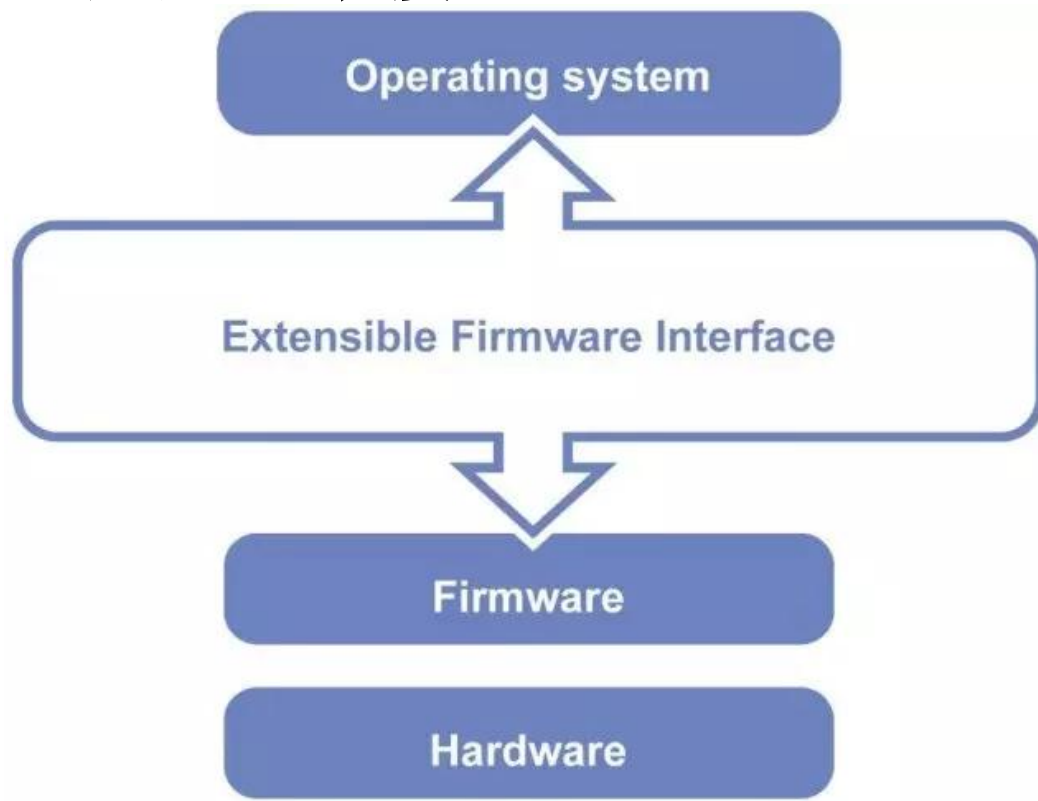 Operating system
Extensible Firmware Interface
Firmware
Hardware